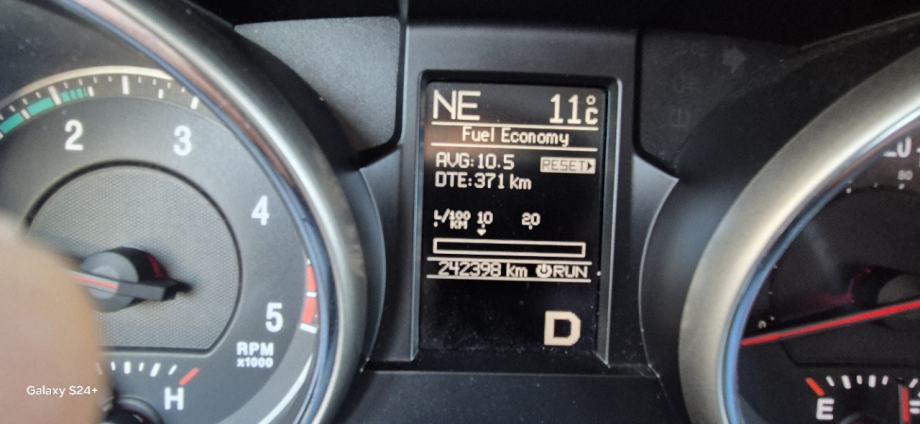 NE 11°C
Fuel Economy
AVG:10.5 RESET
DTE:371 km
L/100 KM 10 20
242398 km RUN
D
2
3
4
5
RPM
x1000
H
80
E
Galaxy S24+